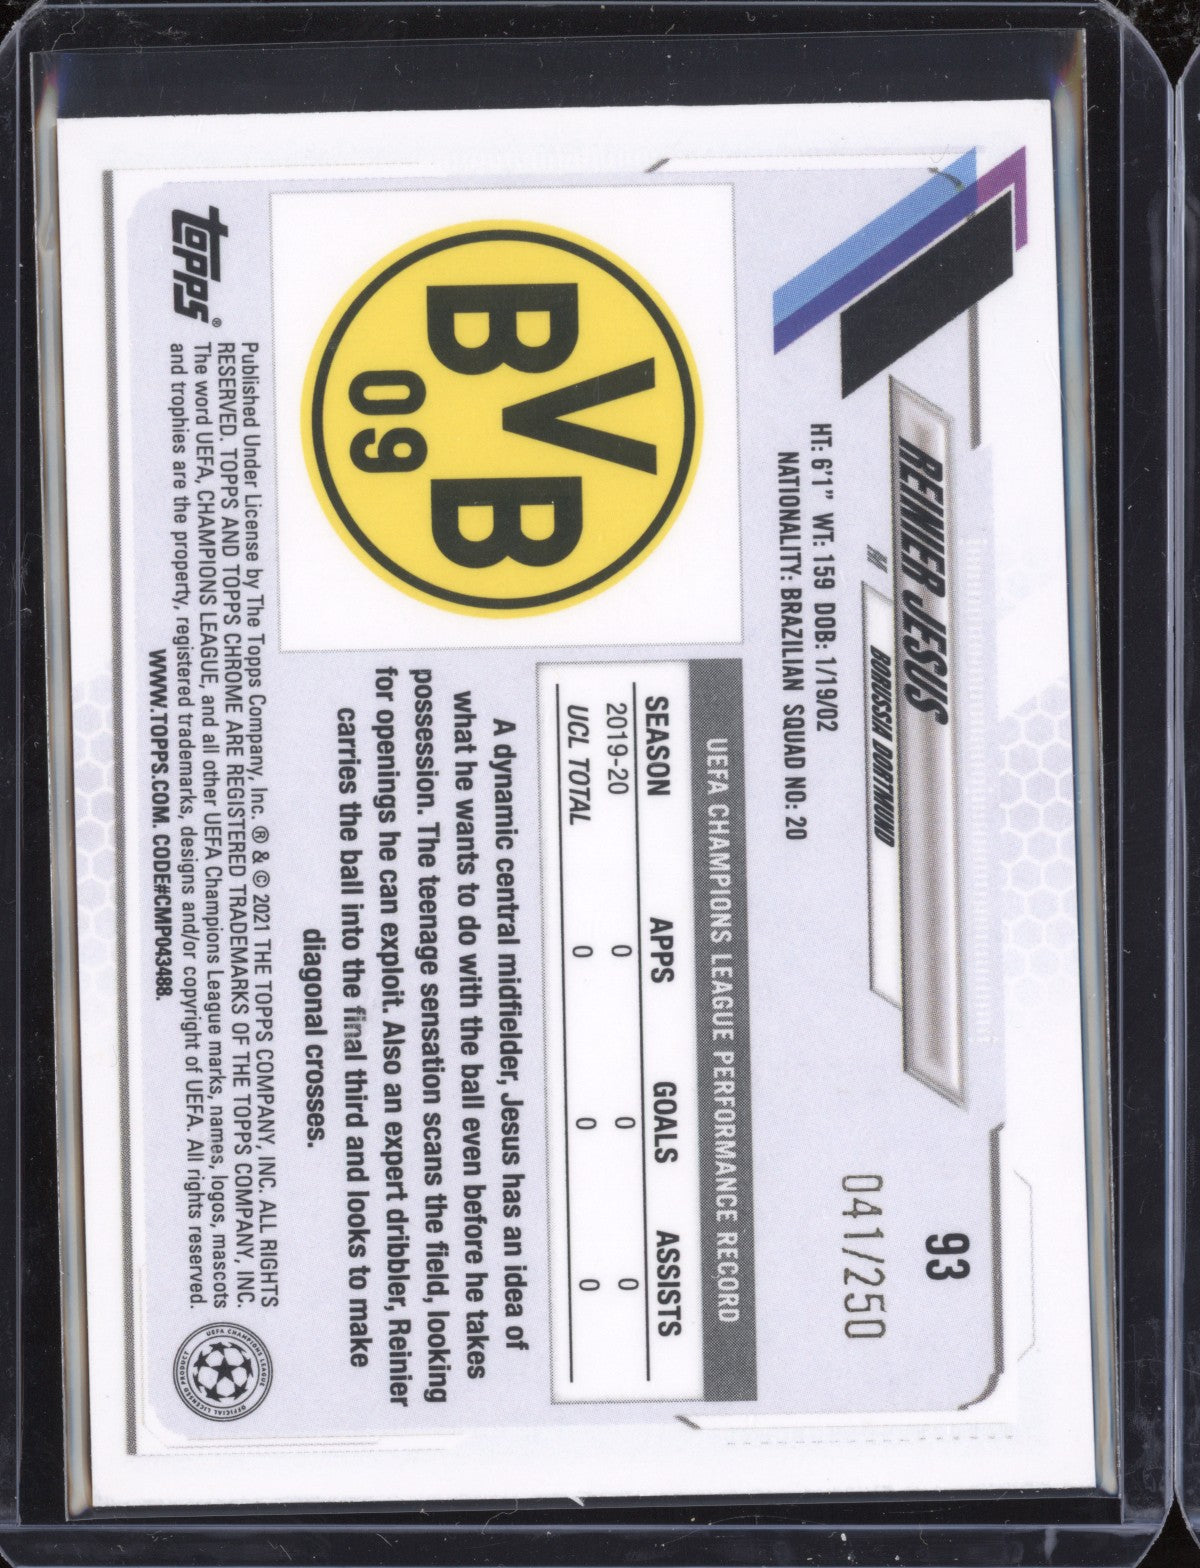 93
041/250
REINIER JESUS
BORUSSIA DORTMUND
HT: 6'1" WT: 159 DOB: 1/19/02
NATIONALITY: BRAZILIAN SQUAD NO: 20
BVB
09
UEFA CHAMPIONS LEAGUE PERFORMANCE RECORD
SEASON APPS GOALS ASSISTS
2019-20 0 0 0
UCL TOTAL 0 0 0
A dynamic central midfielder, Jesus has an idea of
what he wants to do with the ball even before he takes
possession. The teenage sensation scans the field, looking
for openings he can exploit. Also an expert dribbler, Reinier
carries the ball into the final third and looks to make
diagonal crosses.
topps®
Published Under License by The Topps Company, Inc. ® & © 2021 THE TOPPS COMPANY, INC. ALL RIGHTS
RESERVED. TOPPS AND TOPPS CHROME ARE REGISTERED TRADEMARKS OF THE TOPPS COMPANY, INC.
The word UEFA, CHAMPIONS LEAGUE, and all other UEFA Champions League marks, names, logos, mascots
and trophies are the property, registered trademarks, designs and/or copyright of UEFA. All rights reserved.
WWW.TOPPS.COM. CODE#CMP043488.
UEFA CHAMPIONS LEAGUE
OFFICIAL LICENSED PRODUCT